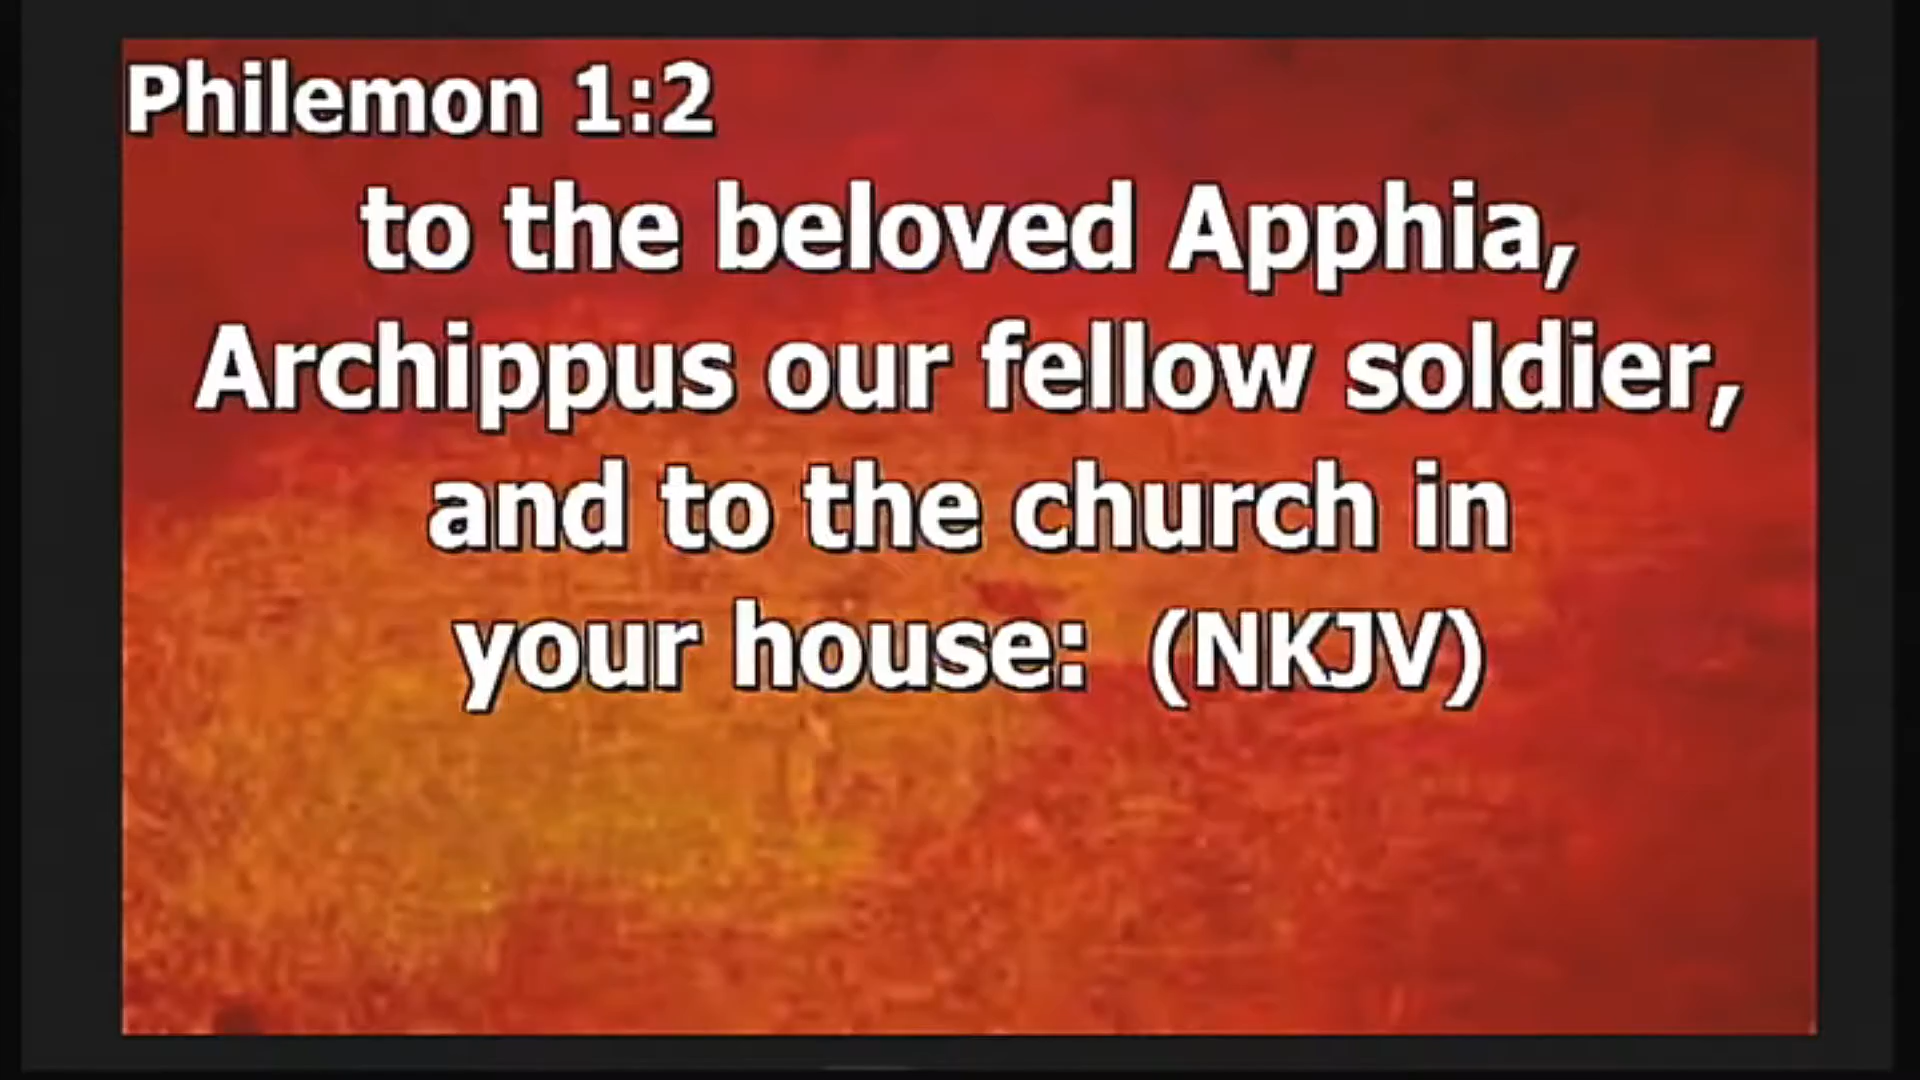 Philemon 1:2
to the beloved Apphia,
Archippus our fellow soldier,
and to the church in
your house:  (NKJV)